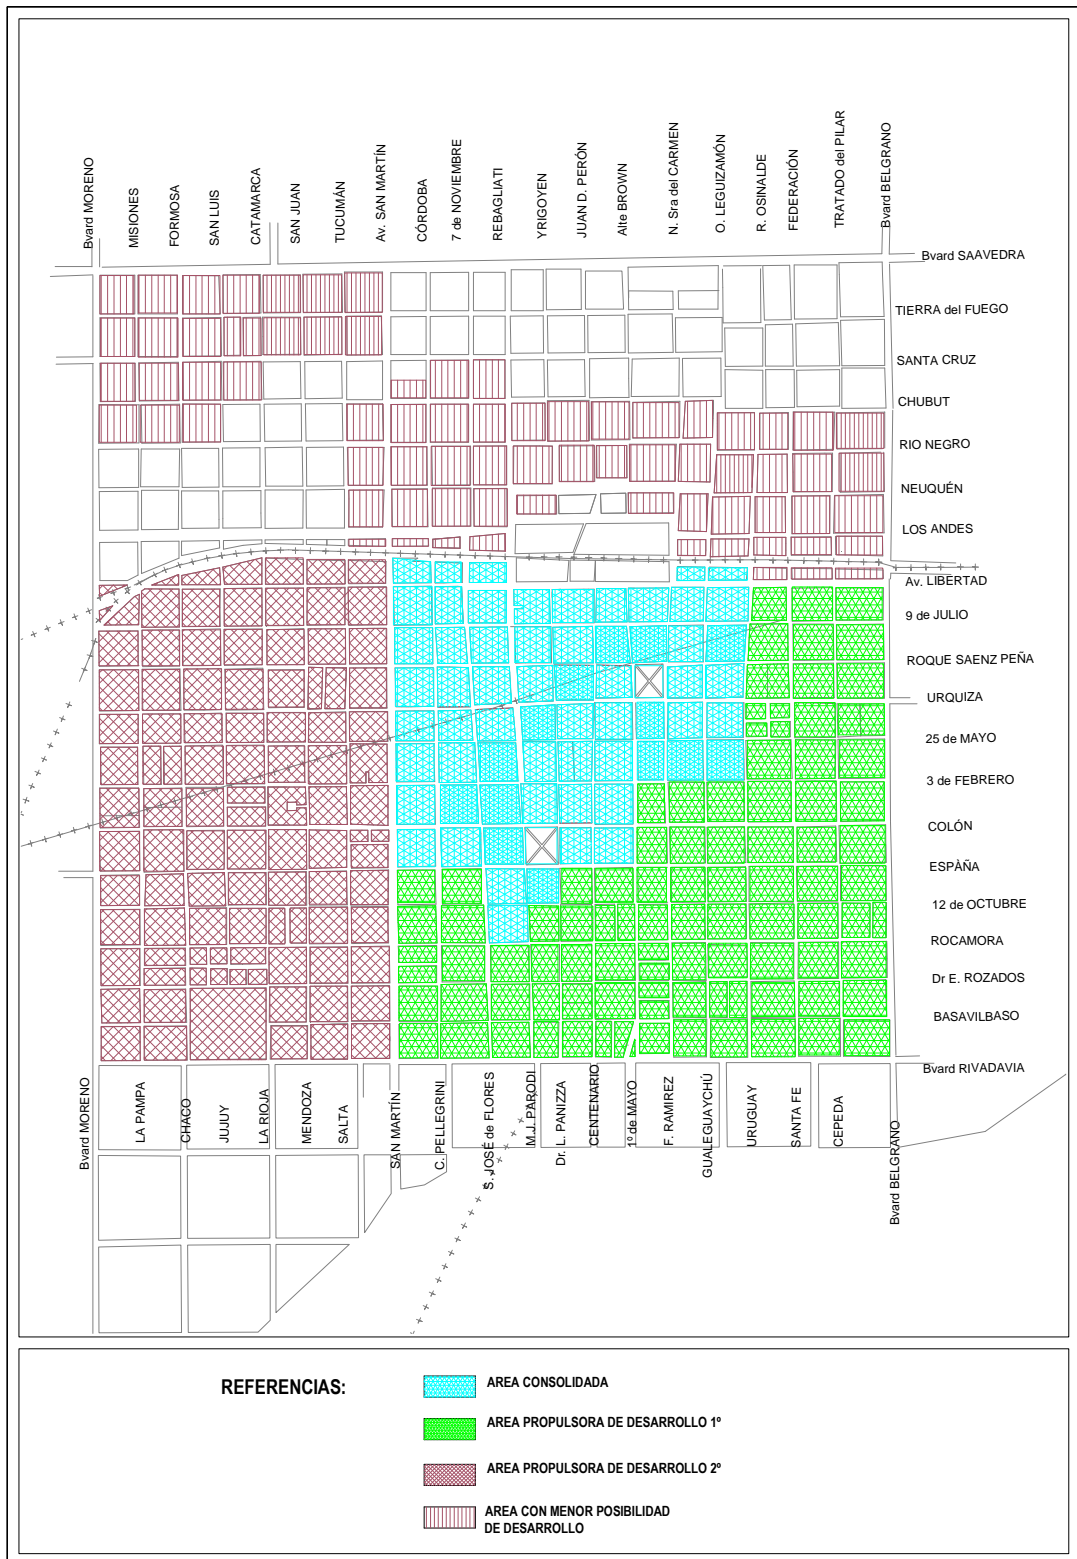 Bvard MORENO
MISIONES
FORMOSA
SAN LUIS
CATAMARCA
SAN JUAN
TUCUMÁN
Av. SAN MARTÍN
CÓRDOBA
7 de NOVIEMBRE
REBAGLIATI
YRIGOYEN
JUAN D. PERÓN
Alte BROWN
N. Sra del CARMEN
O. LEGUIZAMÓN
R. OSINALDE
FEDERACIÓN
TRATADO del PILAR
Bvard BELGRANO
Bvard SAAVEDRA
TIERRA del FUEGO
SANTA CRUZ
CHUBUT
RIO NEGRO
NEUQUÉN
LOS ANDES
Av. LIBERTAD
9 de JULIO
ROQUE SAENZ PEÑA
URQUIZA
25 de MAYO
3 de FEBRERO
COLÓN
ESPÀÑA
12 de OCTUBRE
ROCAMORA
Dr E. ROZADOS
BASAVILBASO
Bvard RIVADAVIA
Bvard MORENO
LA PAMPA
CHACO
JUJUY
LA RIOJA
MENDOZA
SALTA
SAN MARTÍN
C. PELLEGRINI
S. JOSÉ de FLORES
M.J. PARODI
Dr. L. PANIZZA
CENTENARIO
1º de MAYO
F. RAMIREZ
GUALEGUAYCHÚ
URUGUAY
SANTA FE
CEPEDA
Bvard BELGRANO
REFERENCIAS:
AREA CONSOLIDADA
AREA PROPULSORA DE DESARROLLO 1º
AREA PROPULSORA DE DESARROLLO 2º
AREA CON MENOR POSIBILIDAD
DE DESARROLLO